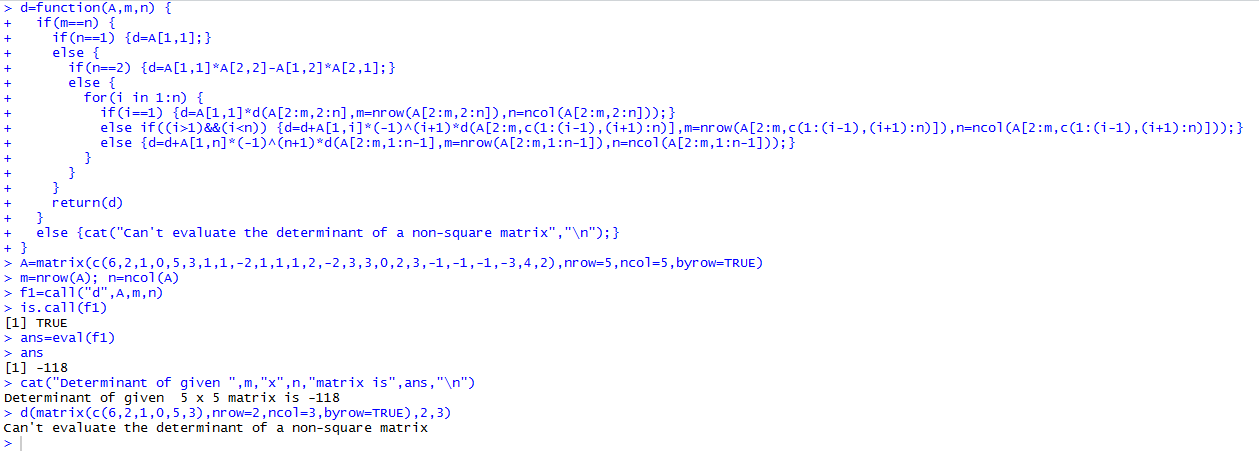 > d=function(A,m,n) {
+   if(m==n) {
+     if(n==1) {d=A[1,1];}
+     else {
+       if(n==2) {d=A[1,1]*A[2,2]-A[1,2]*A[2,1];}
+       else {
+         for(i in 1:n) {
+           if(i==1) {d=A[1,1]*d(A[2:m,2:n],m=nrow(A[2:m,2:n]),n=ncol(A[2:m,2:n]));}
+           else if((i>1)&&(i<n)) {d=d+A[1,i]*(-1)^(i+1)*d(A[2:m,c(1:(i-1),(i+1):n)],m=nrow(A[2:m,c(1:(i-1),(i+1):n)]),n=ncol(A[2:m,c(1:(i-1),(i+1):n)]));}
+           else {d=d+A[1,n]*(-1)^(n+1)*d(A[2:m,1:n-1],m=nrow(A[2:m,1:n-1]),n=ncol(A[2:m,1:n-1]));}
+         }
+       }
+     }
+     return(d)
+   }
+   else {cat("Can't evaluate the determinant of a non-square matrix","\n");}
+ }
> A=matrix(c(6,2,1,0,5,3,1,1,-2,1,1,1,2,-2,3,3,0,2,3,-1,-1,-1,-3,4,2),nrow=5,ncol=5,byrow=TRUE)
> m=nrow(A); n=ncol(A)
> f1=call("d",A,m,n)
> is.call(f1)
[1] TRUE
> ans=eval(f1)
> ans
[1] -118
> cat("Determinant of given ",m,"x",n,"matrix is",ans,"\n")
Determinant of given  5 x 5 matrix is -118
> d(matrix(c(6,2,1,0,5,3),nrow=2,ncol=3,byrow=TRUE),2,3)
Can't evaluate the determinant of a non-square matrix
>